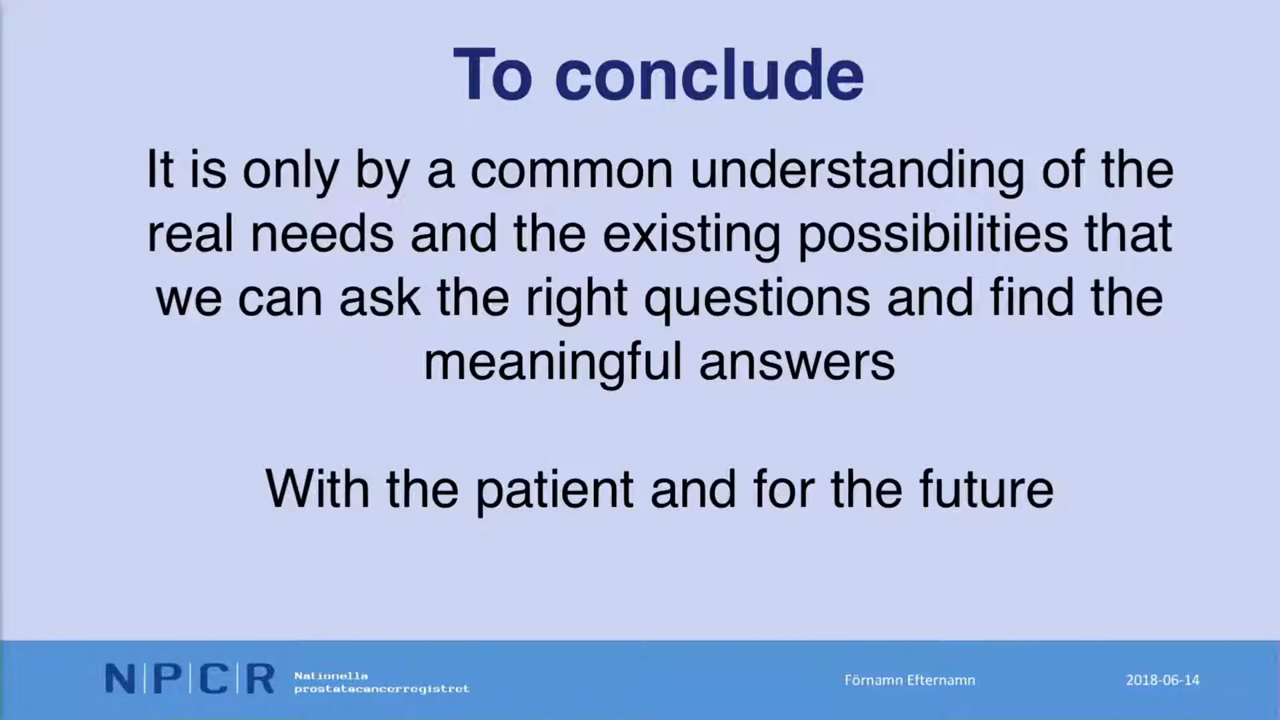 To conclude
It is only by a common understanding of the
real needs and the existing possibilities that
we can ask the right questions and find the
meaningful answers
With the patient and for the future
N|P|C|R
Nationella
prostatacancerregistret
Förnamn Efternamn
2018-06-14